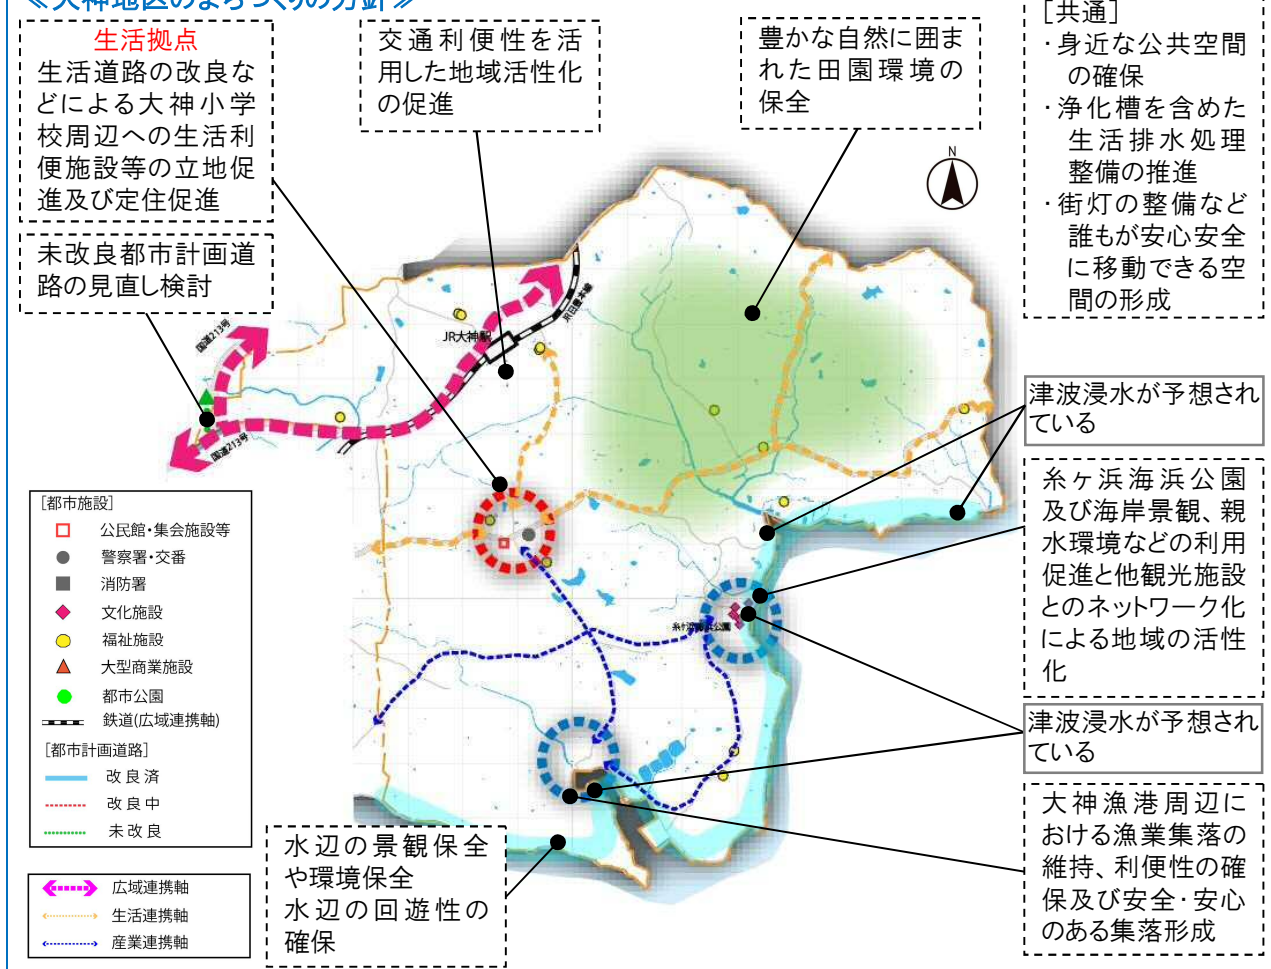 ≪大神地区のまちづくりの方針≫
生活拠点
生活道路の改良な
どによる大神小学
校周辺への生活利
便施設等の立地促
進及び定住促進
交通利便性を活
用した地域活性化
の促進
豊かな自然に囲ま
れた田園環境の
保全
[共通]
・身近な公共空間
の確保
・浄化槽を含めた
生活排水処理
整備の推進
・街灯の整備など
誰もが安心安全
に移動できる空
間の形成
未改良都市計画道
路の見直し検討
N
国道213号
JR大神駅
JR日豊本線
国道213号
津波浸水が予想され
ている
糸ヶ浜海浜公園
及び海岸景観、親
水環境などの利用
促進と他観光施設
とのネットワーク化
による地域の活性
化
糸ヶ浜海浜公園
津波浸水が予想され
ている
大神漁港周辺に
おける漁業集落の
維持、利便性の確
保及び安全・安心
のある集落形成
水辺の景観保全
や環境保全
水辺の回遊性の
確保
[都市施設]
公民館・集会施設等
警察署・交番
消防署
文化施設
福祉施設
大型商業施設
都市公園
鉄道(広域連携軸)
[都市計画道路]
改良済
改良中
未改良
広域連携軸
生活連携軸
産業連携軸